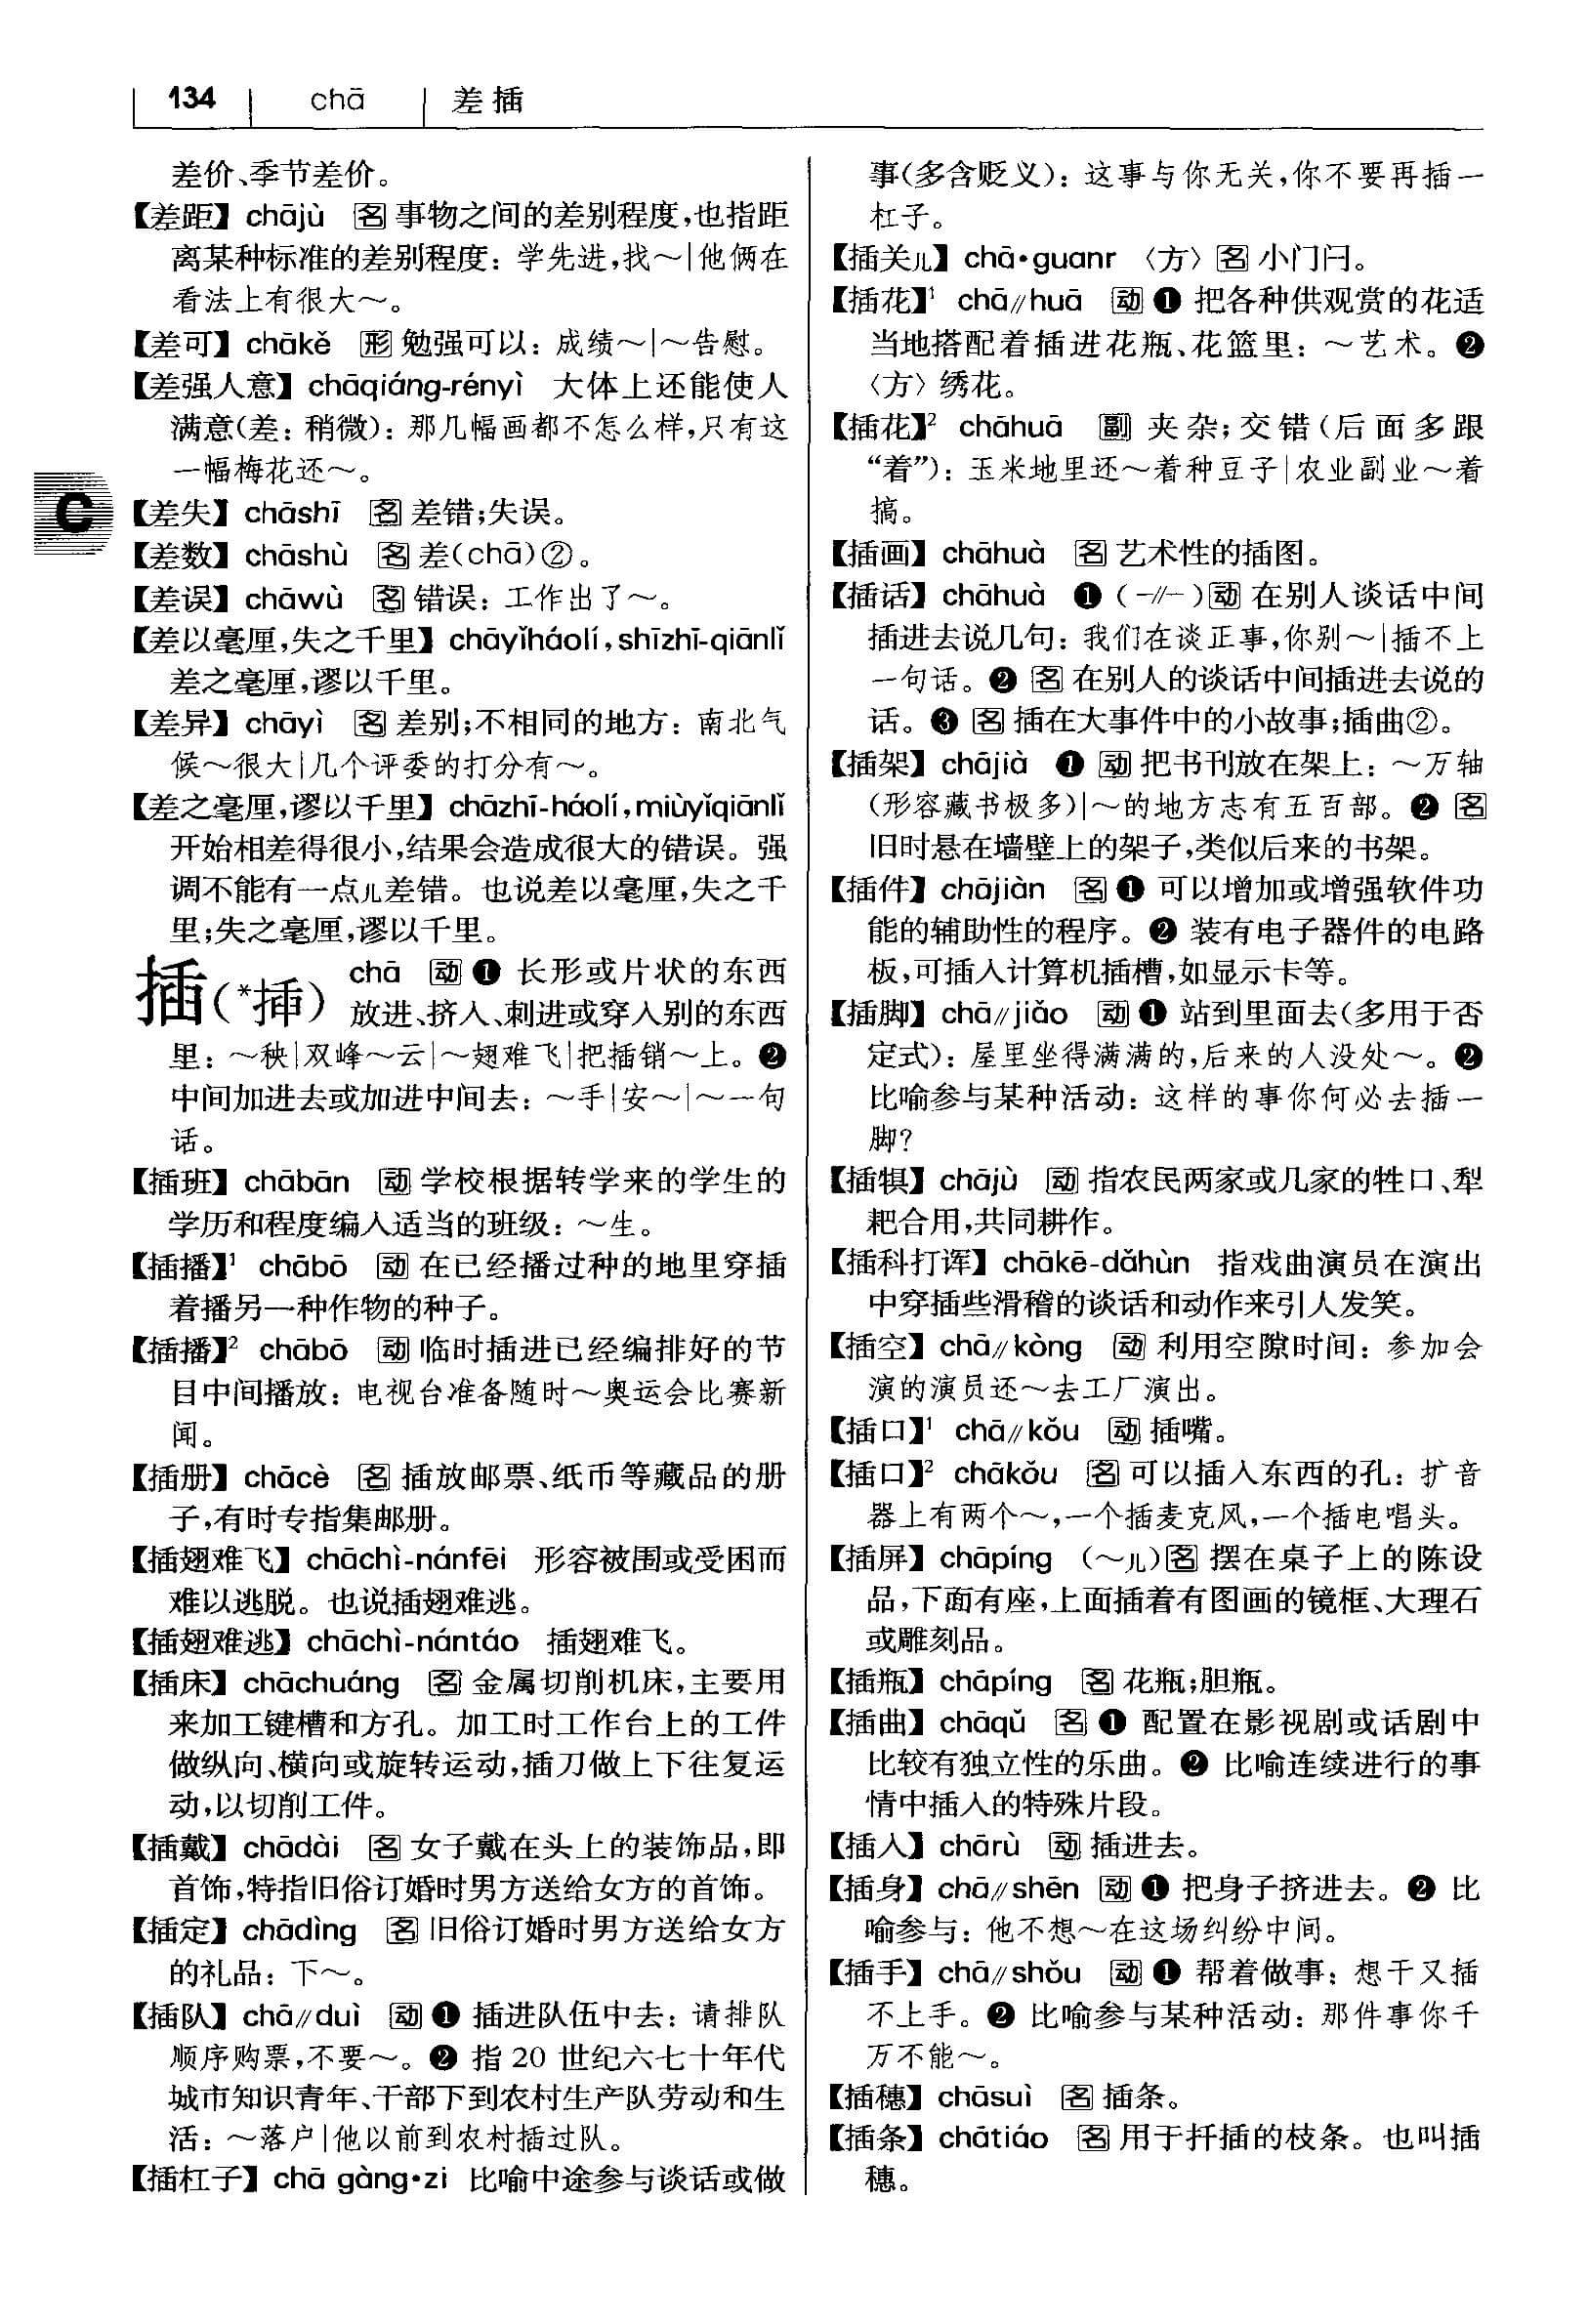 134 chā 差插
差价、季节差价。
【差距】 chājù 名 事物之间的差别程度,也指距
离某种标准的差别程度: 学先进,找～|他俩在
看法上有很大～。
【差可】 chākě 形 勉强可以: 成绩～|～告慰。
【差强人意】 chāqiáng-rényì 大体上还能使人
满意(差: 稍微): 那几幅画都不怎么样,只有这
一幅梅花还～。
C
【差失】 chāshī 名 差错;失误。
【差数】 chāshù 名 差(chā)②。
【差误】 chāwù 名 错误: 工作出了～。
【差以毫厘,失之千里】 chāyǐháolí, shīzhī-qiānlǐ
差之毫厘,谬以千里。
【差异】 chāyì 名 差别;不相同的地方: 南北气
候～很大|几个评委的打分有～。
【差之毫厘,谬以千里】 chāzhī-háolí, miùyǐqiānlǐ
开始相差得很小,结果会造成很大的错误。强
调不能有一点儿差错。也说差以毫厘,失之千
里;失之毫厘,谬以千里。
插(*挿) chā 动 ❶ 长形或片状的东西
放进、挤入、刺进或穿入别的东西
里: ～秧|双峰～云|～翅难飞|把插销～上。❷
中间加进去或加进中间去: ～手|安～|～一句
话。
【插班】 chābān 动 学校根据转学来的学生的
学历和程度编入适当的班级: ～生。
【插播】¹ chābō 动 在已经播过种的地里穿插
着播另一种作物的种子。
【插播】² chābō 动 临时插进已经编排好的节
目中间播放: 电视台准备随时～奥运会比赛新
闻。
【插册】 chācè 名 插放邮票、纸币等藏品的册
子,有时专指集邮册。
【插翅难飞】 chāchì-nánfēi 形容被围或受困而
难以逃脱。也说插翅难逃。
【插翅难逃】 chāchì-nántáo 插翅难飞。
【插床】 chāchuáng 名 金属切削机床,主要用
来加工键槽和方孔。加工时工作台上的工件
做纵向、横向或旋转运动,插刀做上下往复运
动,以切削工件。
【插戴】 chādài 名 女子戴在头上的装饰品,即
首饰,特指旧俗订婚时男方送给女方的首饰。
【插定】 chādìng 名 旧俗订婚时男方送给女方
的礼品: 下～。
【插队】 chā//duì 动 ❶ 插进队伍中去: 请排队
顺序购票,不要～。❷ 指 20 世纪六七十年代
城市知识青年、干部下到农村生产队劳动和生
活: ～落户|他以前到农村插过队。
【插杠子】 chā gàng•zi 比喻中途参与谈话或做
事(多含贬义): 这事与你无关,你不要再插一
杠子。
【插关儿】 chā•guanr 〈方〉 名 小门闩。
【插花】¹ chā//huā 动 ❶ 把各种供观赏的花适
当地搭配着插进花瓶、花篮里: ～艺术。❷
〈方〉 绣花。
【插花】² chāhuā 副 夹杂;交错(后面多跟
“着”): 玉米地里还～着种豆子|农业副业～着
搞。
【插画】 chāhuà 名 艺术性的插图。
【插话】 chāhuà ❶ (-//-)动 在别人谈话中间
插进去说几句: 我们在谈正事,你别～|插不上
一句话。❷ 名 在别人的谈话中间插进去说的
话。❸ 名 插在大事件中的小故事;插曲②。
【插架】 chājià ❶ 动 把书刊放在架上: ～万轴
(形容藏书极多)|～的地方志有五百部。❷ 名
旧时悬在墙壁上的架子,类似后来的书架。
【插件】 chājiàn 名 ❶ 可以增加或增强软件功
能的辅助性的程序。❷ 装有电子器件的电路
板,可插入计算机插槽,如显示卡等。
【插脚】 chā//jiǎo 动 ❶ 站到里面去(多用于否
定式): 屋里坐得满满的,后来的人没处～。❷
比喻参与某种活动: 这样的事你何必去插一
脚?
【插犋】 chājù 动 指农民两家或几家的牲口、犁
耙合用,共同耕作。
【插科打诨】 chākē-dǎhùn 指戏曲演员在演出
中穿插些滑稽的谈话和动作来引人发笑。
【插空】 chā//kòng 动 利用空隙时间: 参加会
演的演员还～去工厂演出。
【插口】¹ chā//kǒu 动 插嘴。
【插口】² chākǒu 名 可以插入东西的孔: 扩音
器上有两个～,一个插麦克风,一个插电唱头。
【插屏】 chāpíng (～儿)名 摆在桌子上的陈设
品,下面有座,上面插着有图画的镜框、大理石
或雕刻品。
【插瓶】 chāpíng 名 花瓶;胆瓶。
【插曲】 chāqǔ 名 ❶ 配置在影视剧或话剧中
比较有独立性的乐曲。❷ 比喻连续进行的事
情中插入的特殊片段。
【插入】 chārù 动 插进去。
【插身】 chā//shēn 动 ❶ 把身子挤进去。❷ 比
喻参与: 他不想～在这场纠纷中间。
【插手】 chā//shǒu 动 ❶ 帮着做事: 想干又插
不上手。❷ 比喻参与某种活动: 那件事你千
万不能～。
【插穗】 chāsuì 名 插条。
【插条】 chātiáo 名 用于扦插的枝条。也叫插
穗。